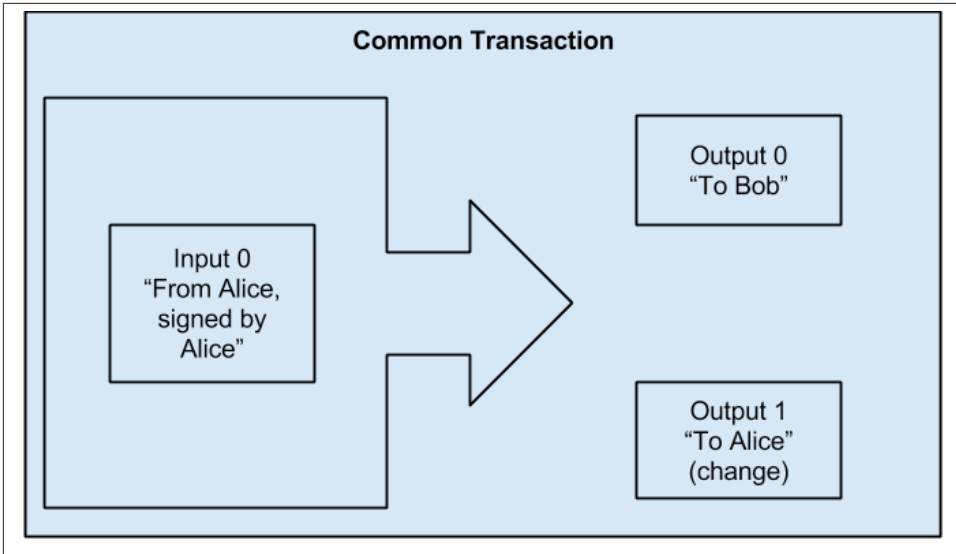 Common Transaction
Input 0
“From Alice,
signed by
Alice”
Output 0
“To Bob”
Output 1
“To Alice”
(change)